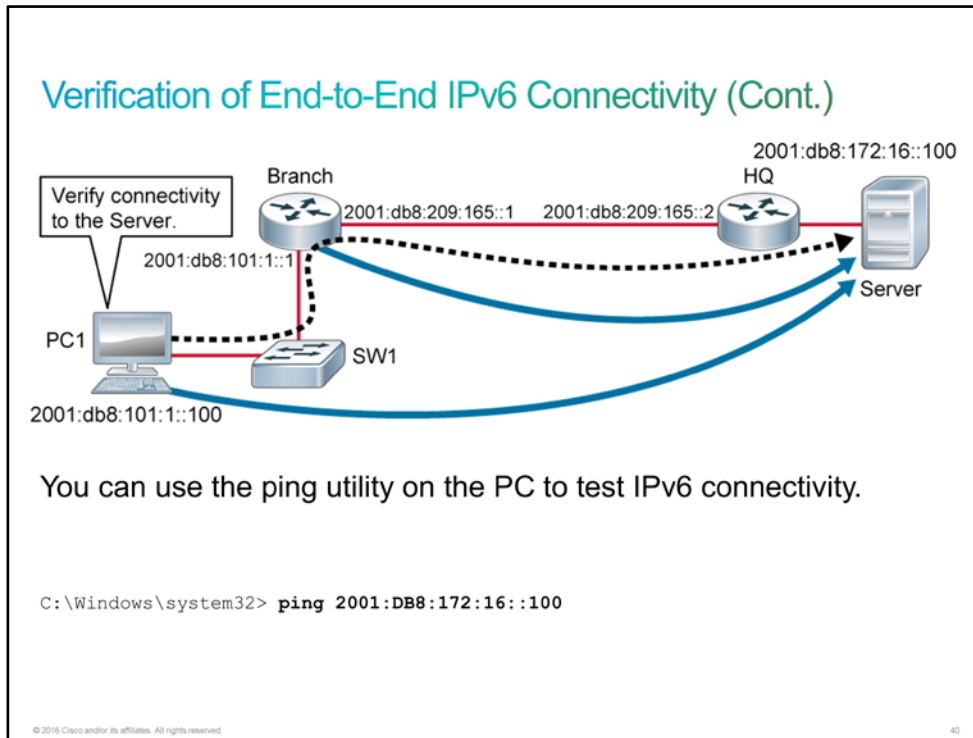 Verification of End-to-End IPv6 Connectivity (Cont.)
2001:db8:172:16::100
Branch
HQ
Verify connectivity
to the Server.
2001:db8:209:165::1
2001:db8:209:165::2
2001:db8:101:1::1
Server
PC1
SW1
2001:db8:101:1::100
You can use the ping utility on the PC to test IPv6 connectivity.
C:\Windows\system32> ping 2001:DB8:172:16::100
© 2016 Cisco and/or its affiliates. All rights reserved.
40